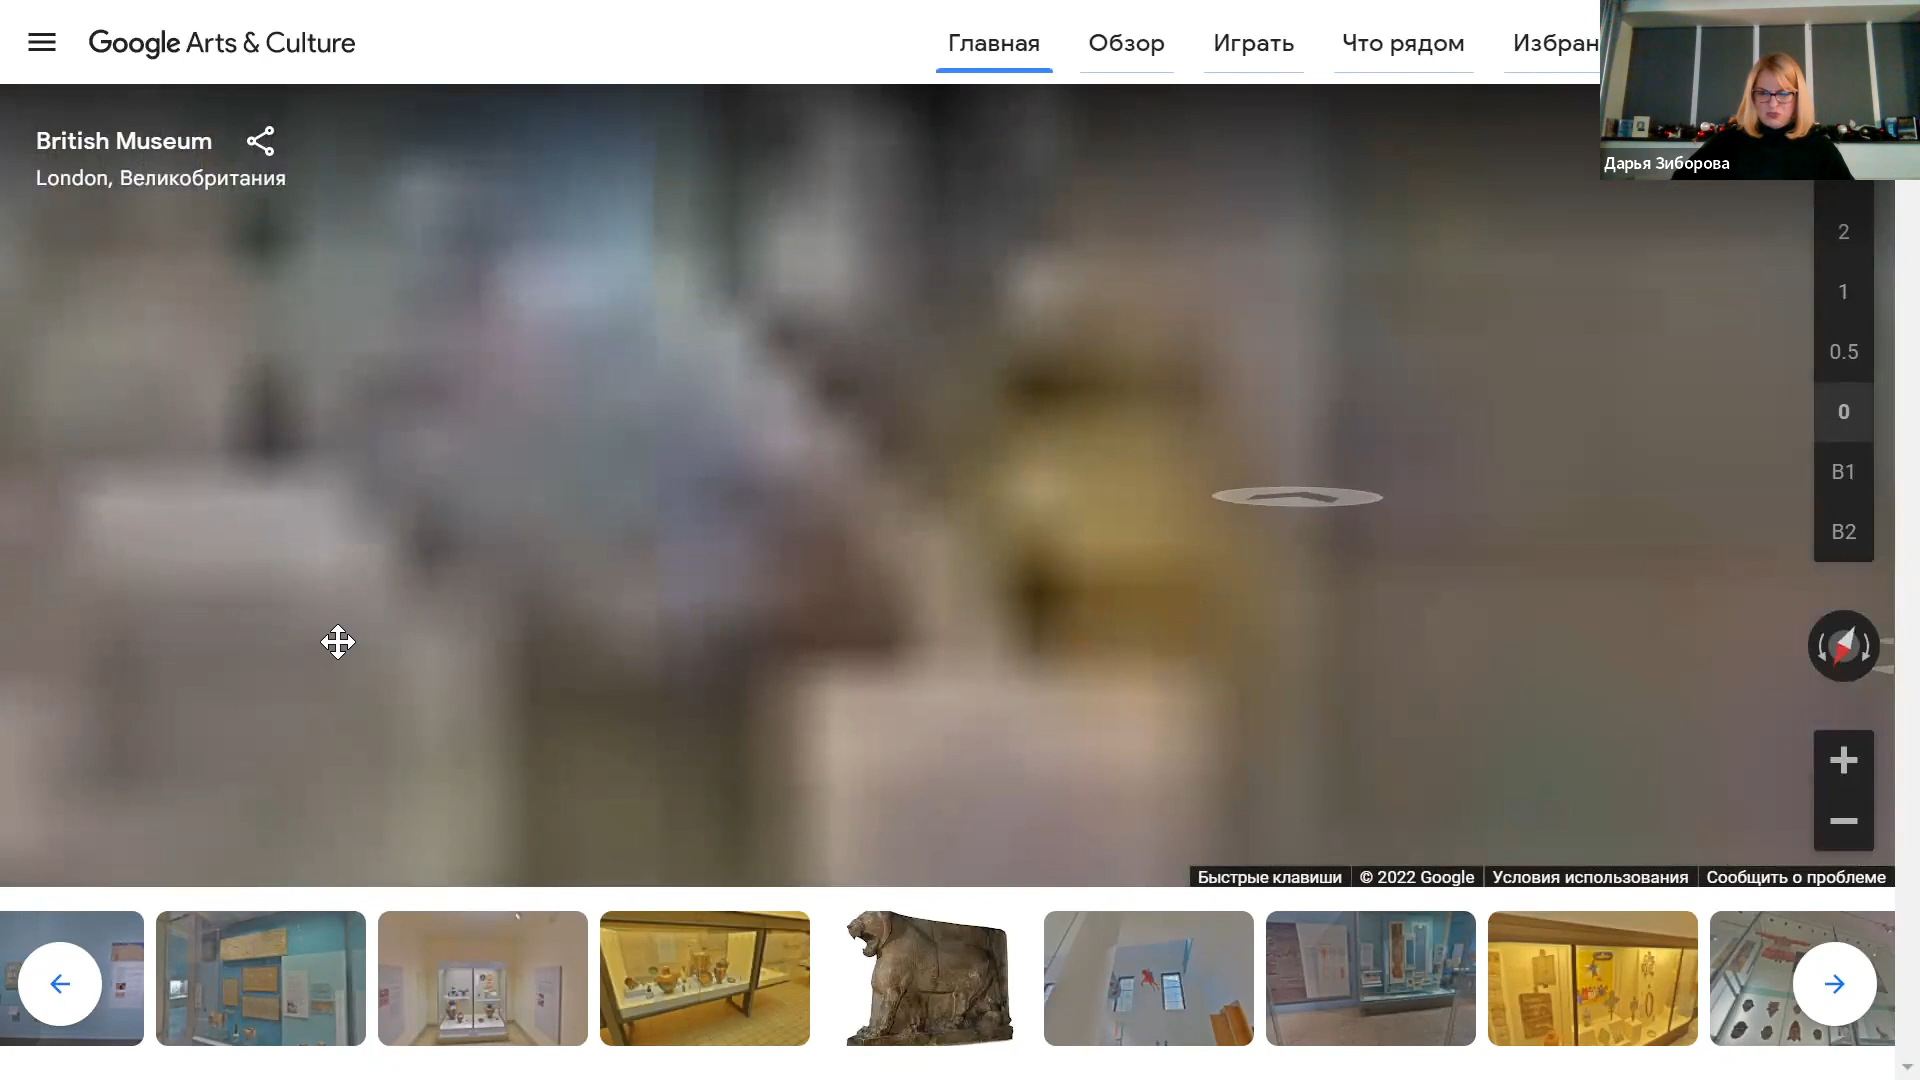 Google Arts & Culture
Главная
Обзор
Играть
Что рядом
Избран
Дарья Зиборова
British Museum
London, Великобритания
2
1
0.5
0
B1
B2
Быстрые клавиши
© 2022 Google
Условия использования
Сообщить о проблеме